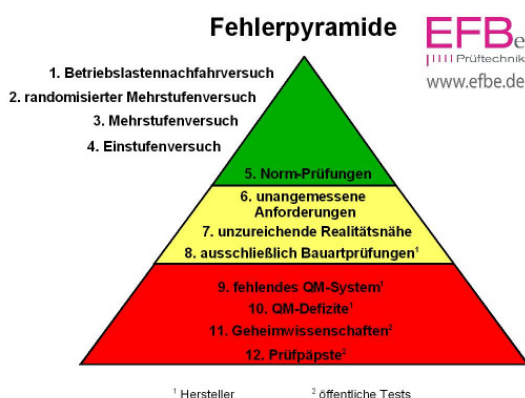 Fehlerpyramide
EFBe
Prüftechnik
www.efbe.de
1. Betriebslastennachfahrversuch
2. randomisierter Mehrstufenversuch
3. Mehrstufenversuch
4. Einstufenversuch
5. Norm-Prüfungen
6. unangemessene
Anforderungen
7. unzureichende Realitätsnähe
8. ausschließlich Bauartprüfungen¹
9. fehlendes QM-System¹
10. QM-Defizite¹
11. Geheimwissenschaften²
12. Prüfpäpste²
¹ Hersteller ² öffentliche Tests